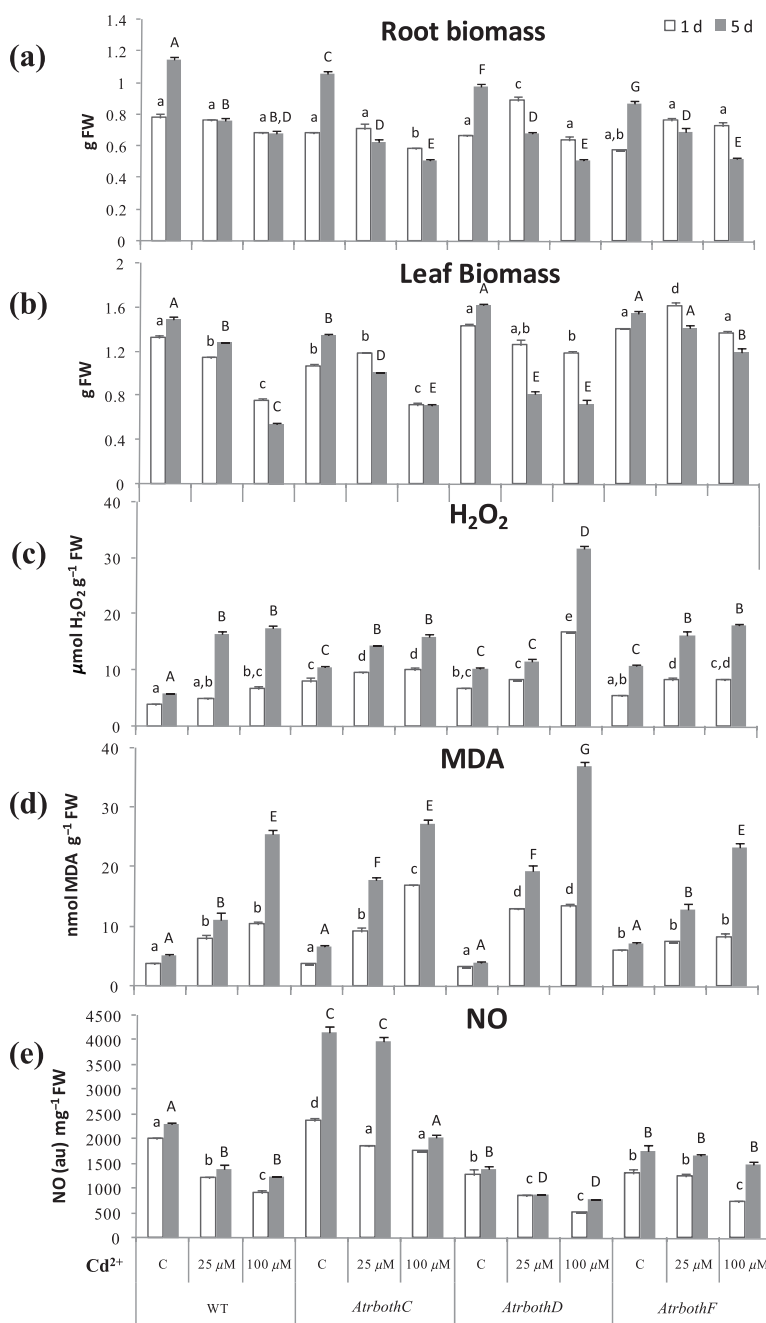 (a)
Root biomass
1 d 5 d
g FW
1.4
1.2
1
0.8
0.6
0.4
0.2
0
a A a B a B,D a C a D b E a F c D a E a,b G a D a E
(b)
Leaf Biomass
g FW
2
1.6
1.2
0.8
0.4
0
a A b B c C b B b D c E a A a,b E b E a A d A a B
(c)
H₂O₂
µmol H₂O₂ g⁻¹ FW
40
30
20
10
0
a A a,b B b,c B c C d B d B b,c C c C e D a,b C d B c,d B
(d)
MDA
nmol MDA g⁻¹ FW
40
30
20
10
0
a A b B b E a A b F c E a A d F d G b A b B b E
(e)
NO
NO (au) mg⁻¹ FW
4500
4000
3500
3000
2500
2000
1500
1000
500
0
a A b B c B d C a C a A b B c D c D b B b B c B
Cd²⁺ C 25 µM 100 µM C 25 µM 100 µM C 25 µM 100 µM C 25 µM 100 µM
WT AtrbothC AtrbothD AtrbothF